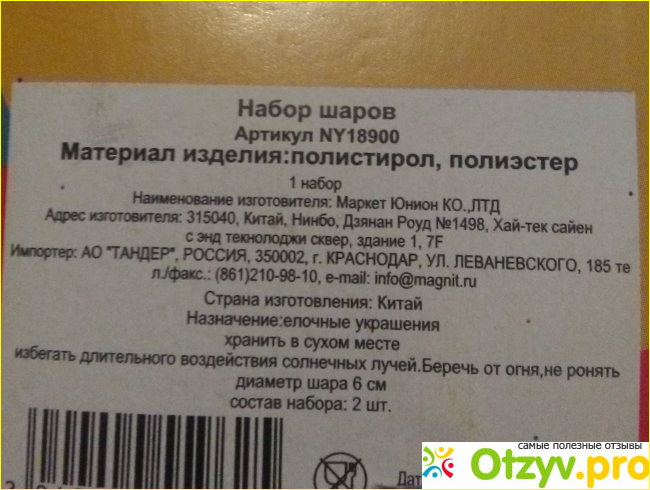 Набор шаров
Артикул NY18900
Материал изделия:полистирол, полиэстер
1 набор
Наименование изготовителя: Маркет Юнион КО.,ЛТД
Адрес изготовителя: 315040, Китай, Нинбо, Дзянан Роуд №1498, Хай-тек сайен
с энд текнолоджи сквер, здание 1, 7F
Импортер: АО "ТАНДЕР", РОССИЯ, 350002, г. КРАСНОДАР, УЛ. ЛЕВАНЕВСКОГО, 185 те
л./факс.: (861)210-98-10, e-mail: info@magnit.ru
Страна изготовления: Китай
Назначение:елочные украшения
хранить в сухом месте
избегать длительного воздействия солнечных лучей.Беречь от огня,не ронять
диаметр шара 6 см
состав набора: 2 шт.
Дат
самые полезные отзывы
Otzyv.pro